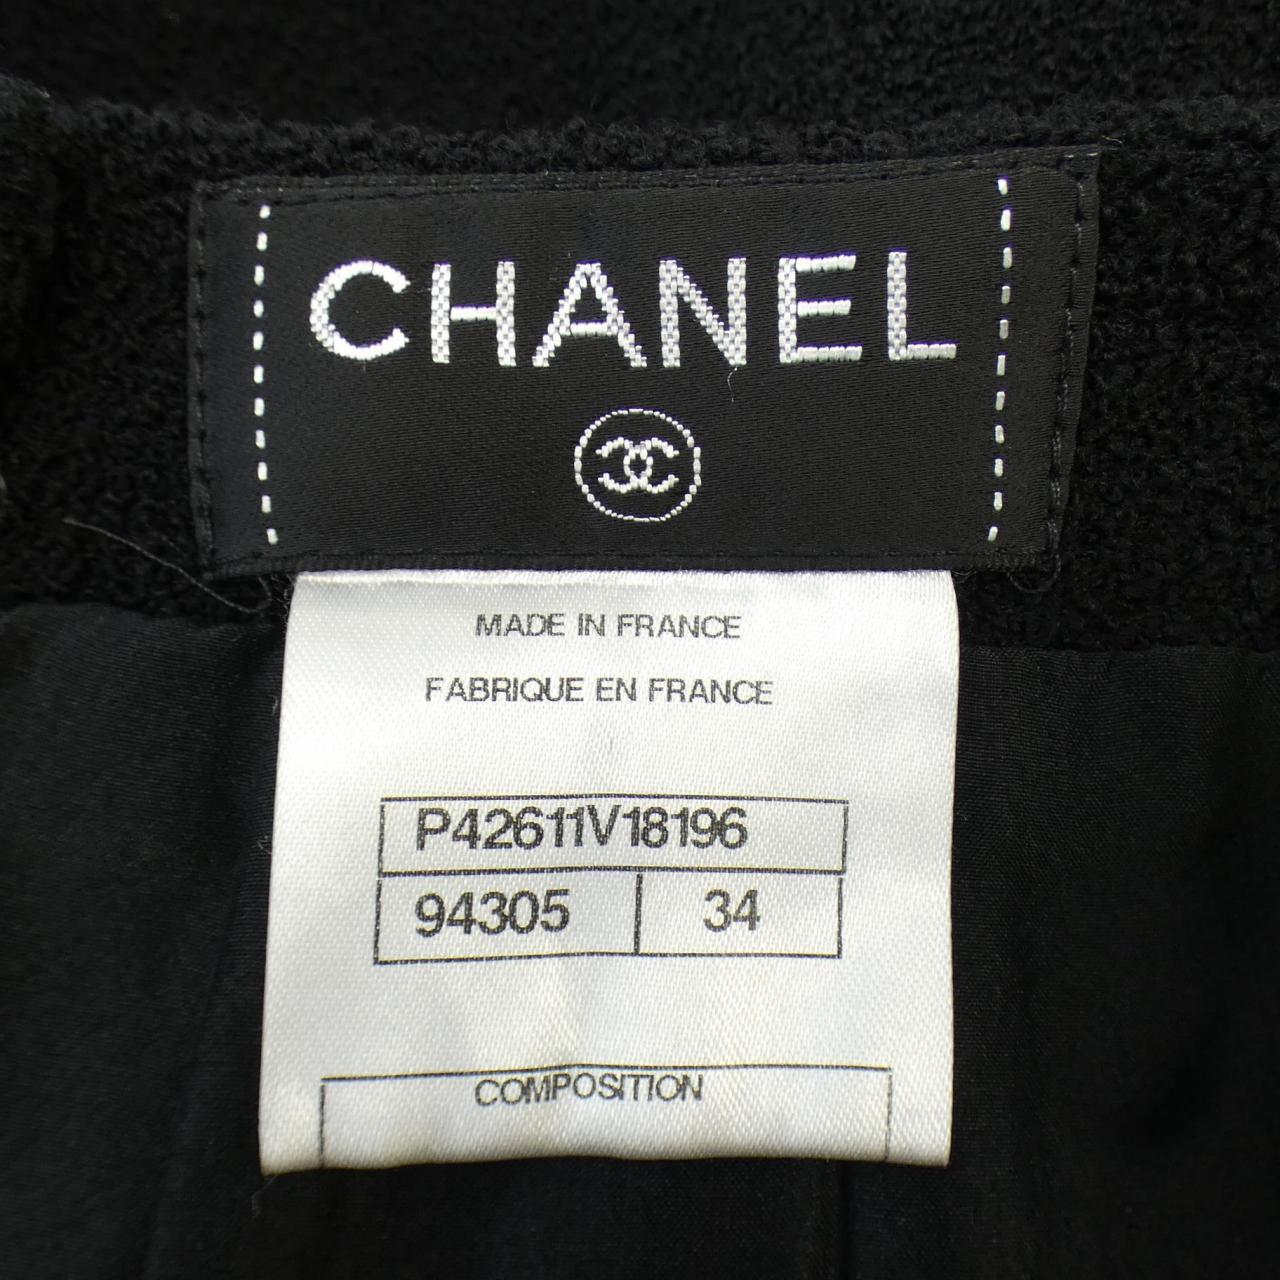 CHANEL
MADE IN FRANCE
FABRIQUE EN FRANCE
P42611V18196
94305 34
COMPOSITION